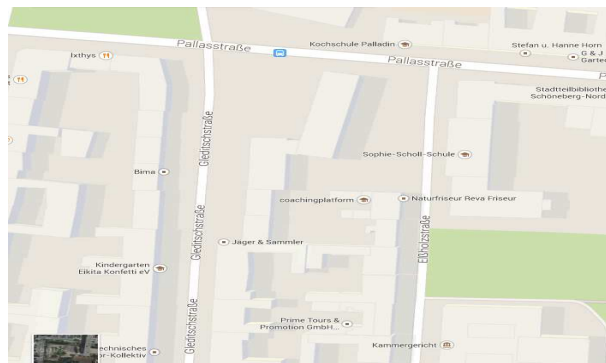 Ixthys
Pallasstraße
Kochschule Palladin
Pallasstraße
Stefan u. Hanne Horn
G & J
Garte
Stadtteilbibliothe
Schöneberg-Nord
Gleditschstraße
Sophie-Scholl-Schule
Bima
coachingplatform
Naturfriseur Reva Friseur
Gleditschstraße
Jäger & Sammler
Elßholzstraße
Kindergarten
Eikita Konfetti eV
Gleditschstraße
Prime Tours &
Promotion GmbH...
Kammergericht
echnisches
or-Kollektiv